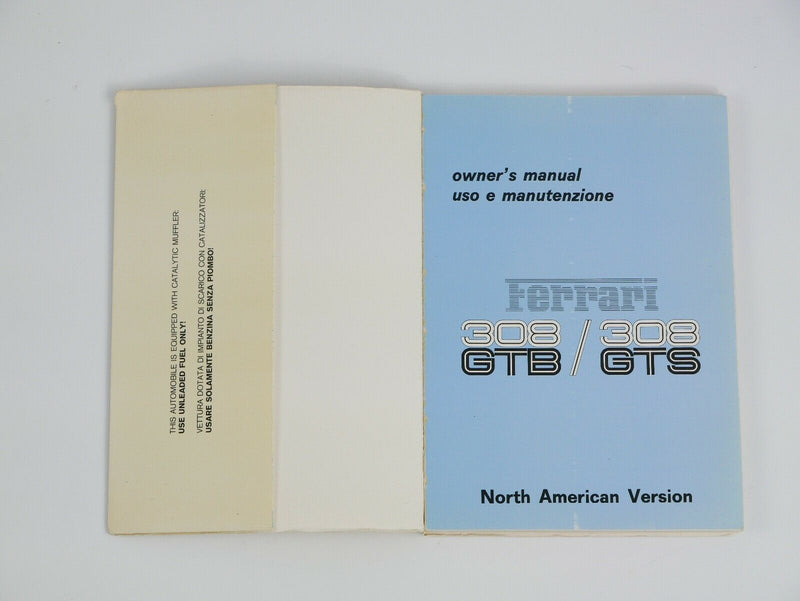 THIS AUTOMOBILE IS EQUIPPED WITH CATALYTIC MUFFLER:
USE UNLEADED FUEL ONLY!
VETTURA DOTATA DI IMPIANTO DI SCARICO CON CATALIZZATORI:
USARE SOLAMENTE BENZINA SENZA PIOMBO!
owner's manual
uso e manutenzione
Ferrari
308 / 308
GTB / GTS
North American Version